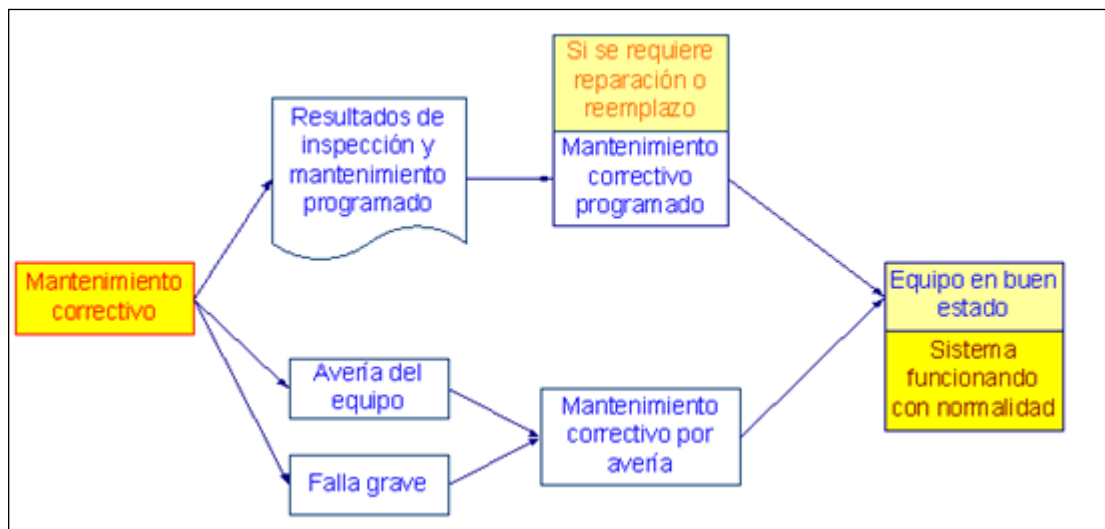 Si se requiere
reparación o
reemplazo
Mantenimiento
correctivo
programado
Resultados de
inspección y
mantenimiento
programado
Mantenimiento
correctivo
Avería del
equipo
Falla grave
Mantenimiento
correctivo por
avería
Equipo en buen
estado
Sistema
funcionando
con normalidad